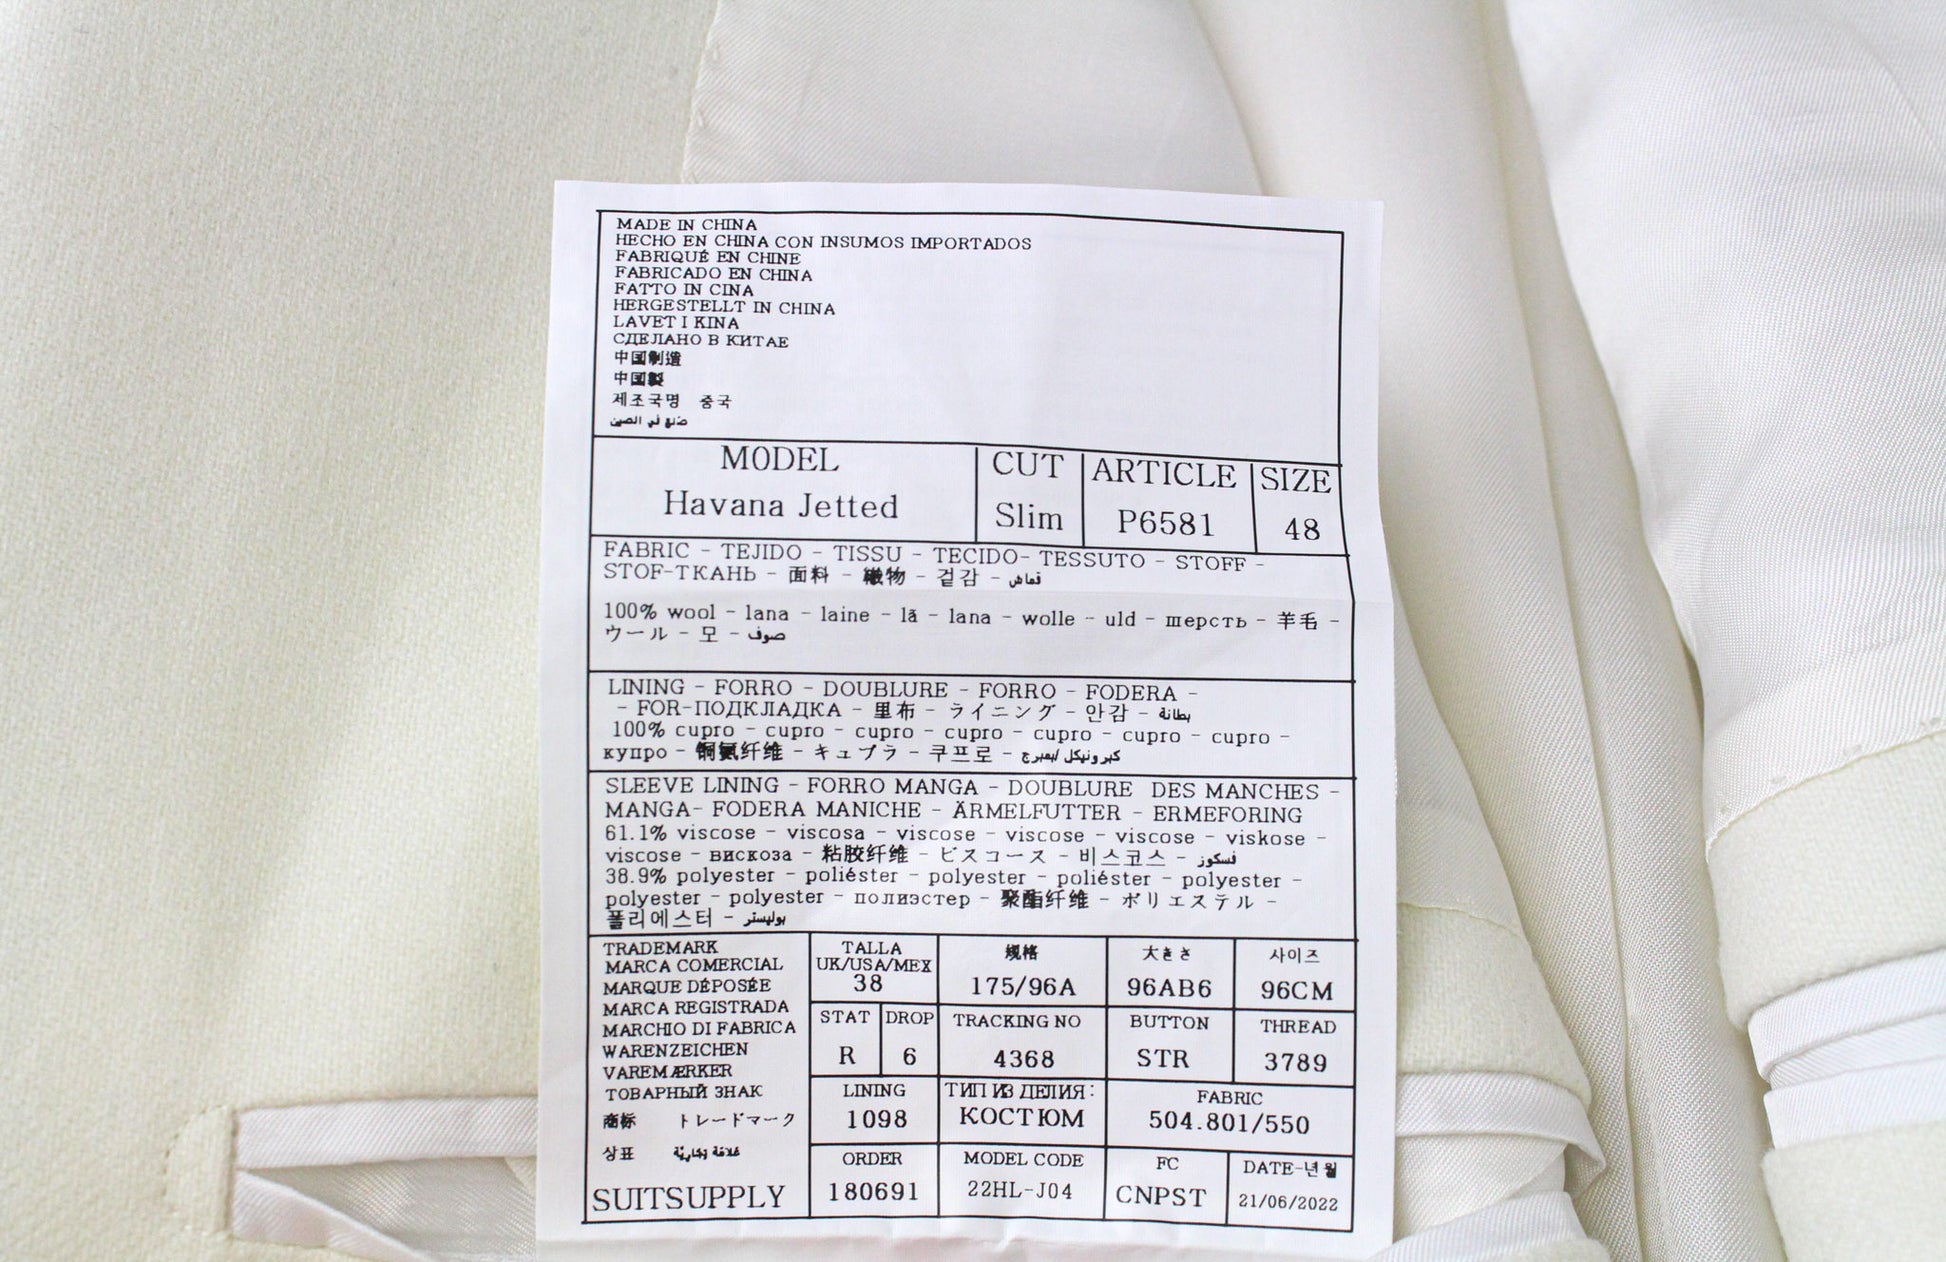 MADE IN CHINA
HECHO EN CHINA CON INSUMOS IMPORTADOS
FABRIQUÉ EN CHINE
FABRICADO EN CHINA
FATTO IN CINA
HERGESTELLT IN CHINA
LAVET I KINA
СДЕЛАНО В КИТАЕ
中国制造
中国製
제조국명 중국
صنع في الصين
MODEL
Havana Jetted
CUT
Slim
ARTICLE
P6581
SIZE
48
FABRIC - TEJIDO - TISSU - TECIDO- TESSUTO - STOFF -
STOF-ТКАНЬ - 面料 - 織物 - 겉감 - قماش
100% wool - lana - laine - lã - lana - wolle - uld - шерсть - 羊毛 -
ウール - 모 - صوف
LINING - FORRO - DOUBLURE - FORRO - FODERA -
- FOR-ПОДКЛАДКА - 里布 - ライニング - 안감 - بطانة
100% cupro - cupro - cupro - cupro - cupro - cupro - cupro -
купро - 铜氨纤维 - キュプラ - 쿠프로 -
SLEEVE LINING - FORRO MANGA - DOUBLURE DES MANCHES -
MANGA- FODERA MANICHE - ÄRMELFUTTER - ERMEFORING
61.1% viscose - viscosa - viscose - viscose - viscose - viskose -
viscose - вискоза - 粘胶纤维 - ビスコース - 비스코스 - فسكوز
38.9% polyester - poliéster - polyester - poliéster - polyester -
polyester - polyester - полиэстер - 聚酯纤维 - ポリエステル -
폴리에스터 - بوليستر
TRADEMARK
MARCA COMERCIAL
MARQUE DÉPOSÉE
MARCA REGISTRADA
MARCHIO DI FABRICA
WARENZEICHEN
VAREMÆRKER
ТОВАРНЫЙ ЗНАК
商标 トレードマーク
상표
SUITSUPPLY
TALLA
UK/USA/MEX
38
规格
175/96A
大きさ
96AB6
사이즈
96CM
STAT
R
DROP
6
TRACKING NO
4368
BUTTON
STR
THREAD
3789
LINING
1098
ТИП ИЗДЕЛИЯ:
КОСТЮМ
FABRIC
504.801/550
ORDER
180691
MODEL CODE
22HL-J04
FC
CNPST
DATE-년월
21/06/2022